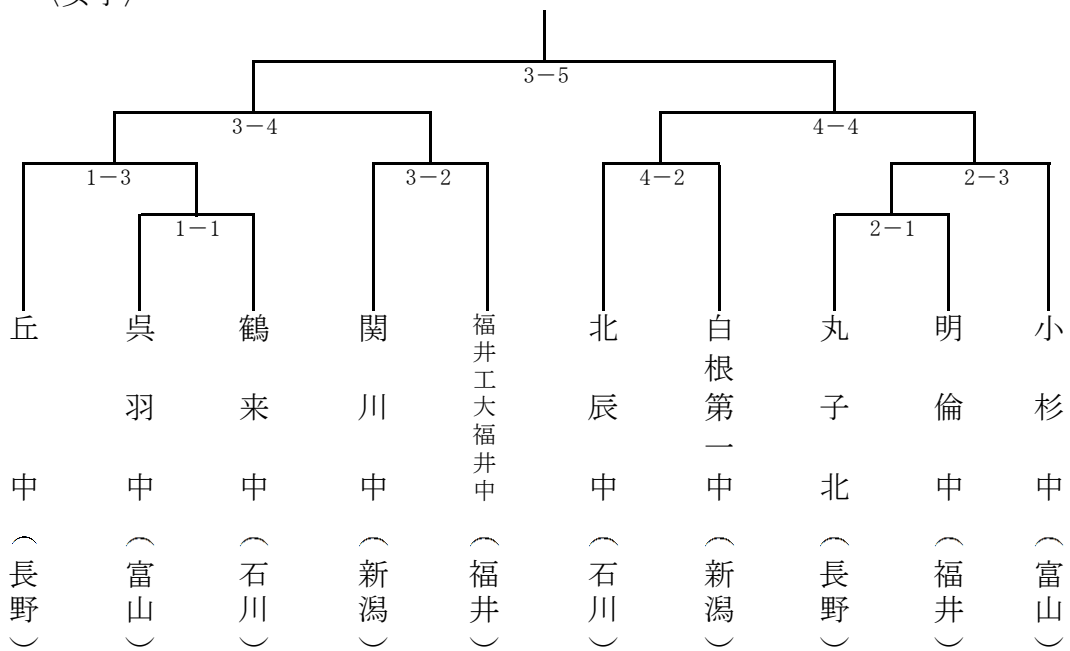 (女子)
3－5
3－4
4－4
1－3
3－2
4－2
2－3
1－1
2－1
丘中（長野）
呉羽中（富山）
鶴来中（石川）
関川中（新潟）
福井工大福井中（福井）
北辰中（石川）
白根第一中（新潟）
丸子北（長野）
明倫中（福井）
小杉中（富山）